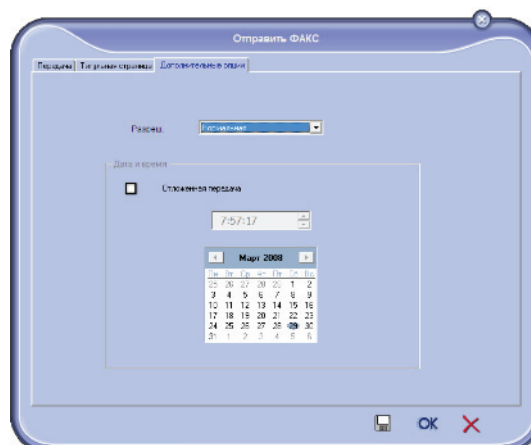 Отправить ФАКС
Передача Титульная страница Дополнительные опции
Разреш. Нормальная
Дата и время
Отложенная передача
7:57:17
Март 2008
Пн Вт Ср Чт Пт Сб Вс
25 26 27 28 29 1 2
3 4 5 6 7 8 9
10 11 12 13 14 15 16
17 18 19 20 21 22 23
24 25 26 27 28 29 30
31 1 2 3 4 5 6
OK